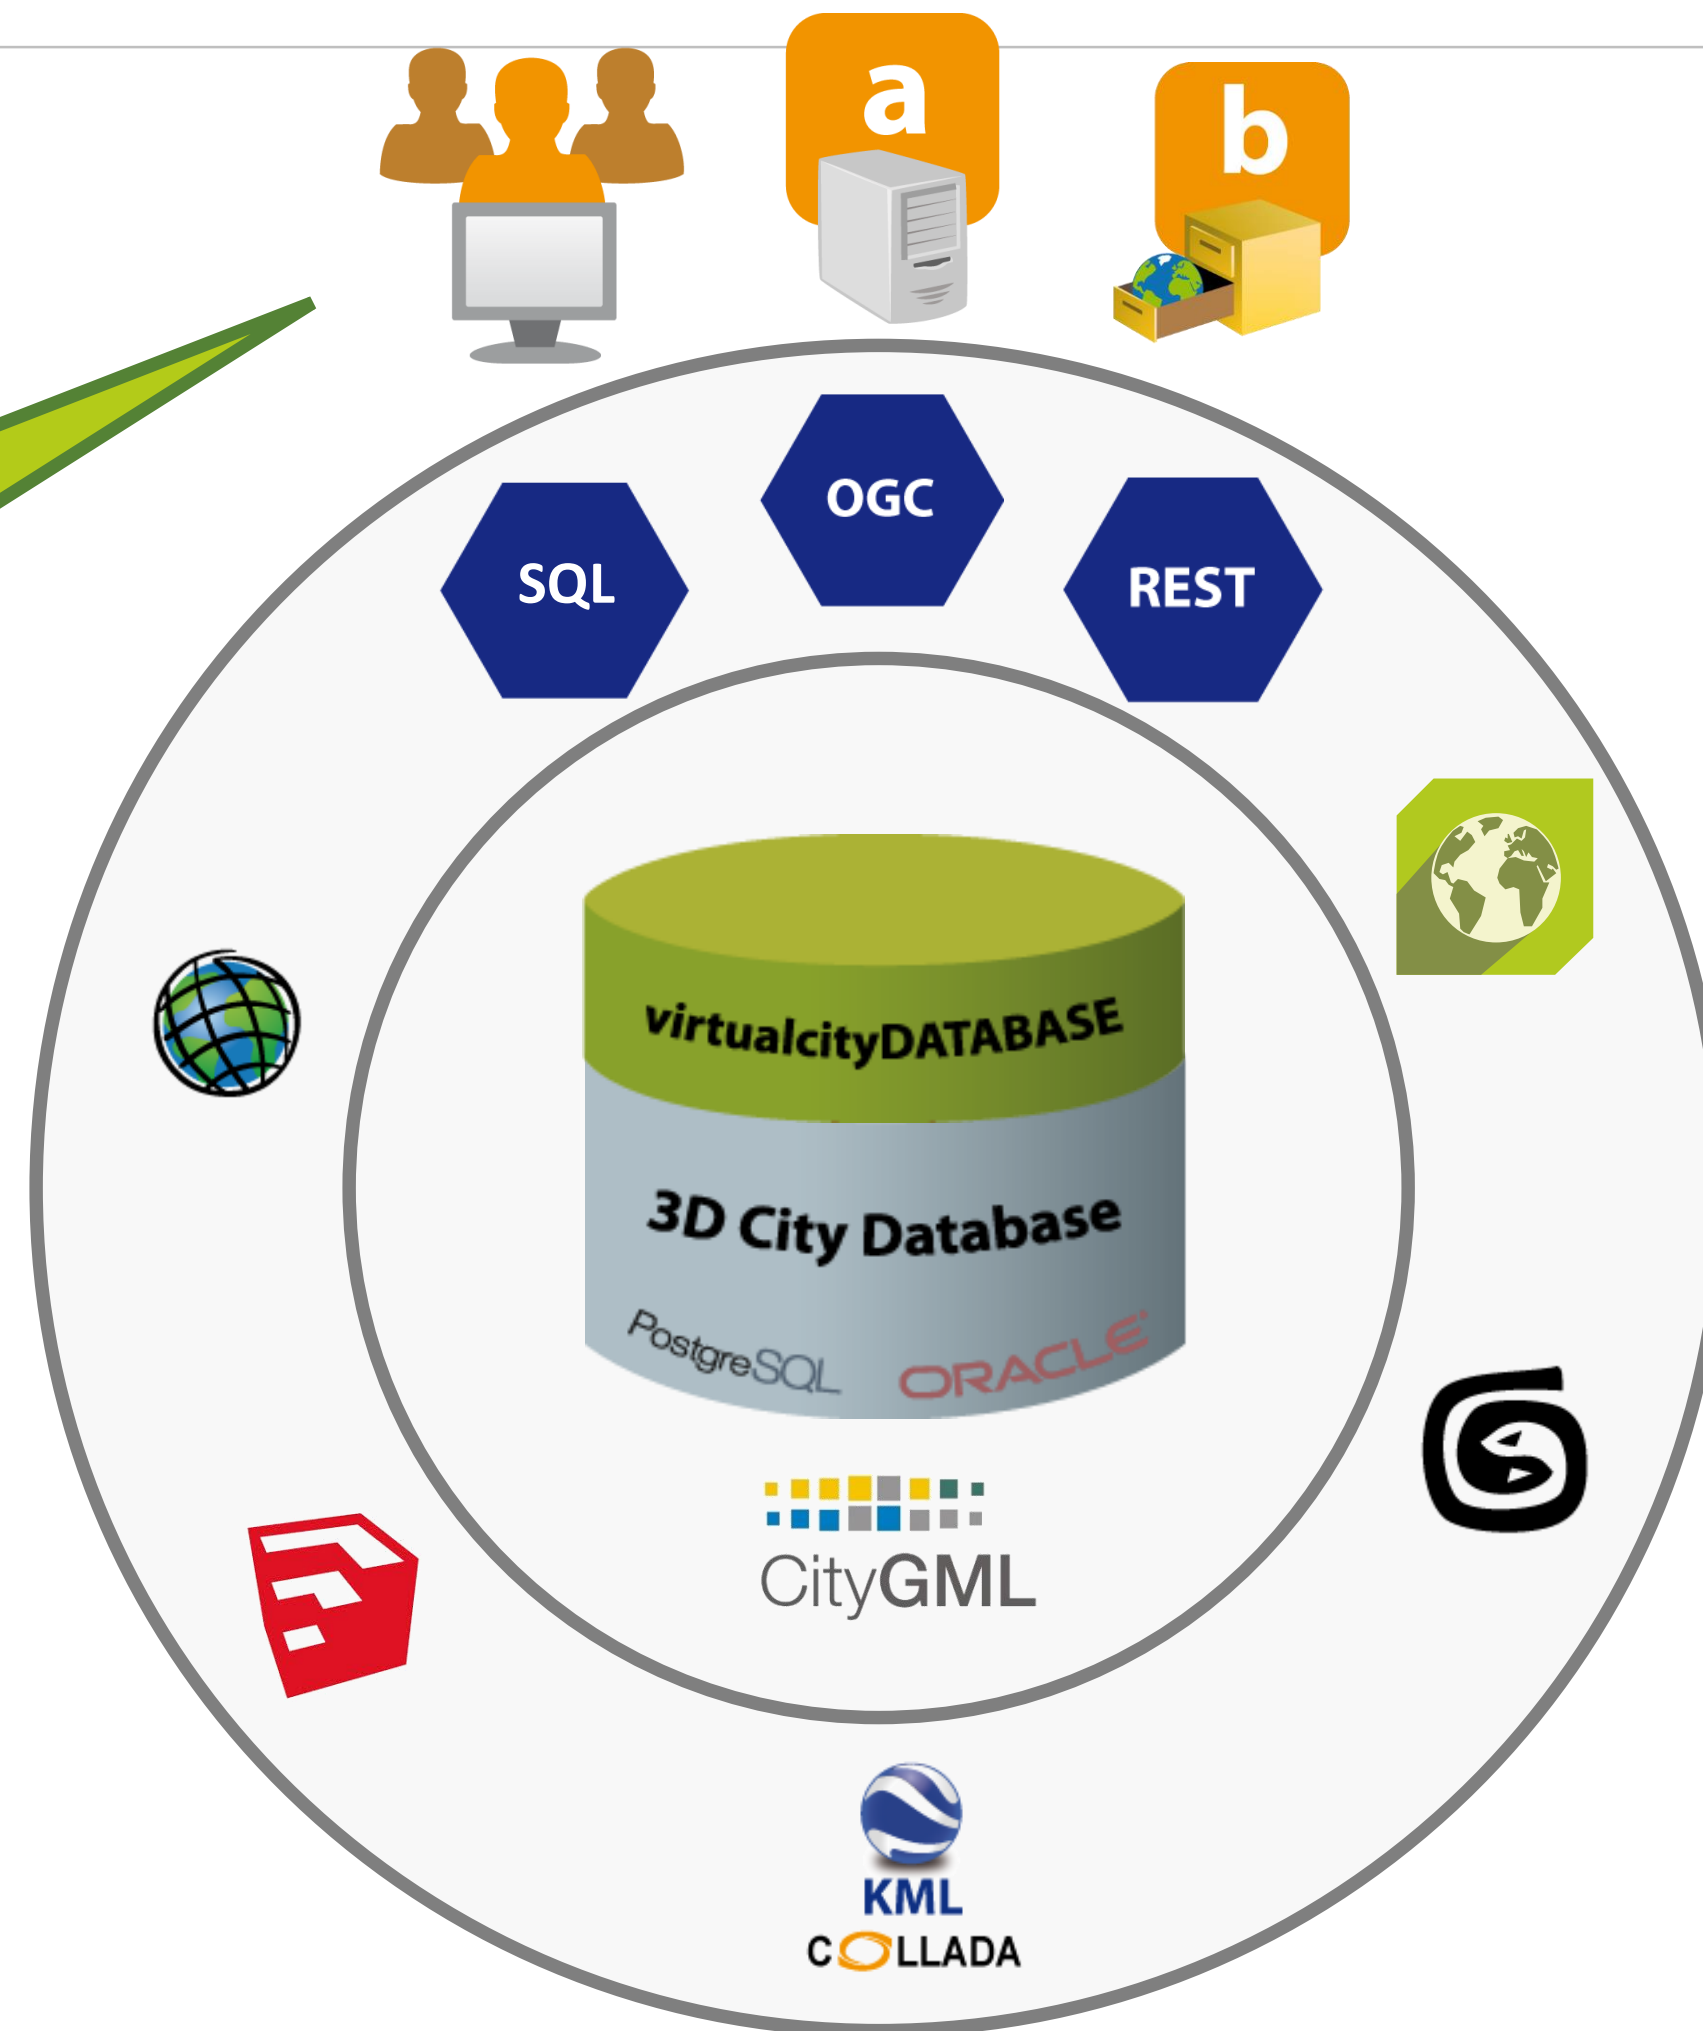 a
b
OGC
SQL
REST
virtualcityDATABASE
3D City Database
PostgreSQL
ORACLE
CityGML
KML
COLLADA